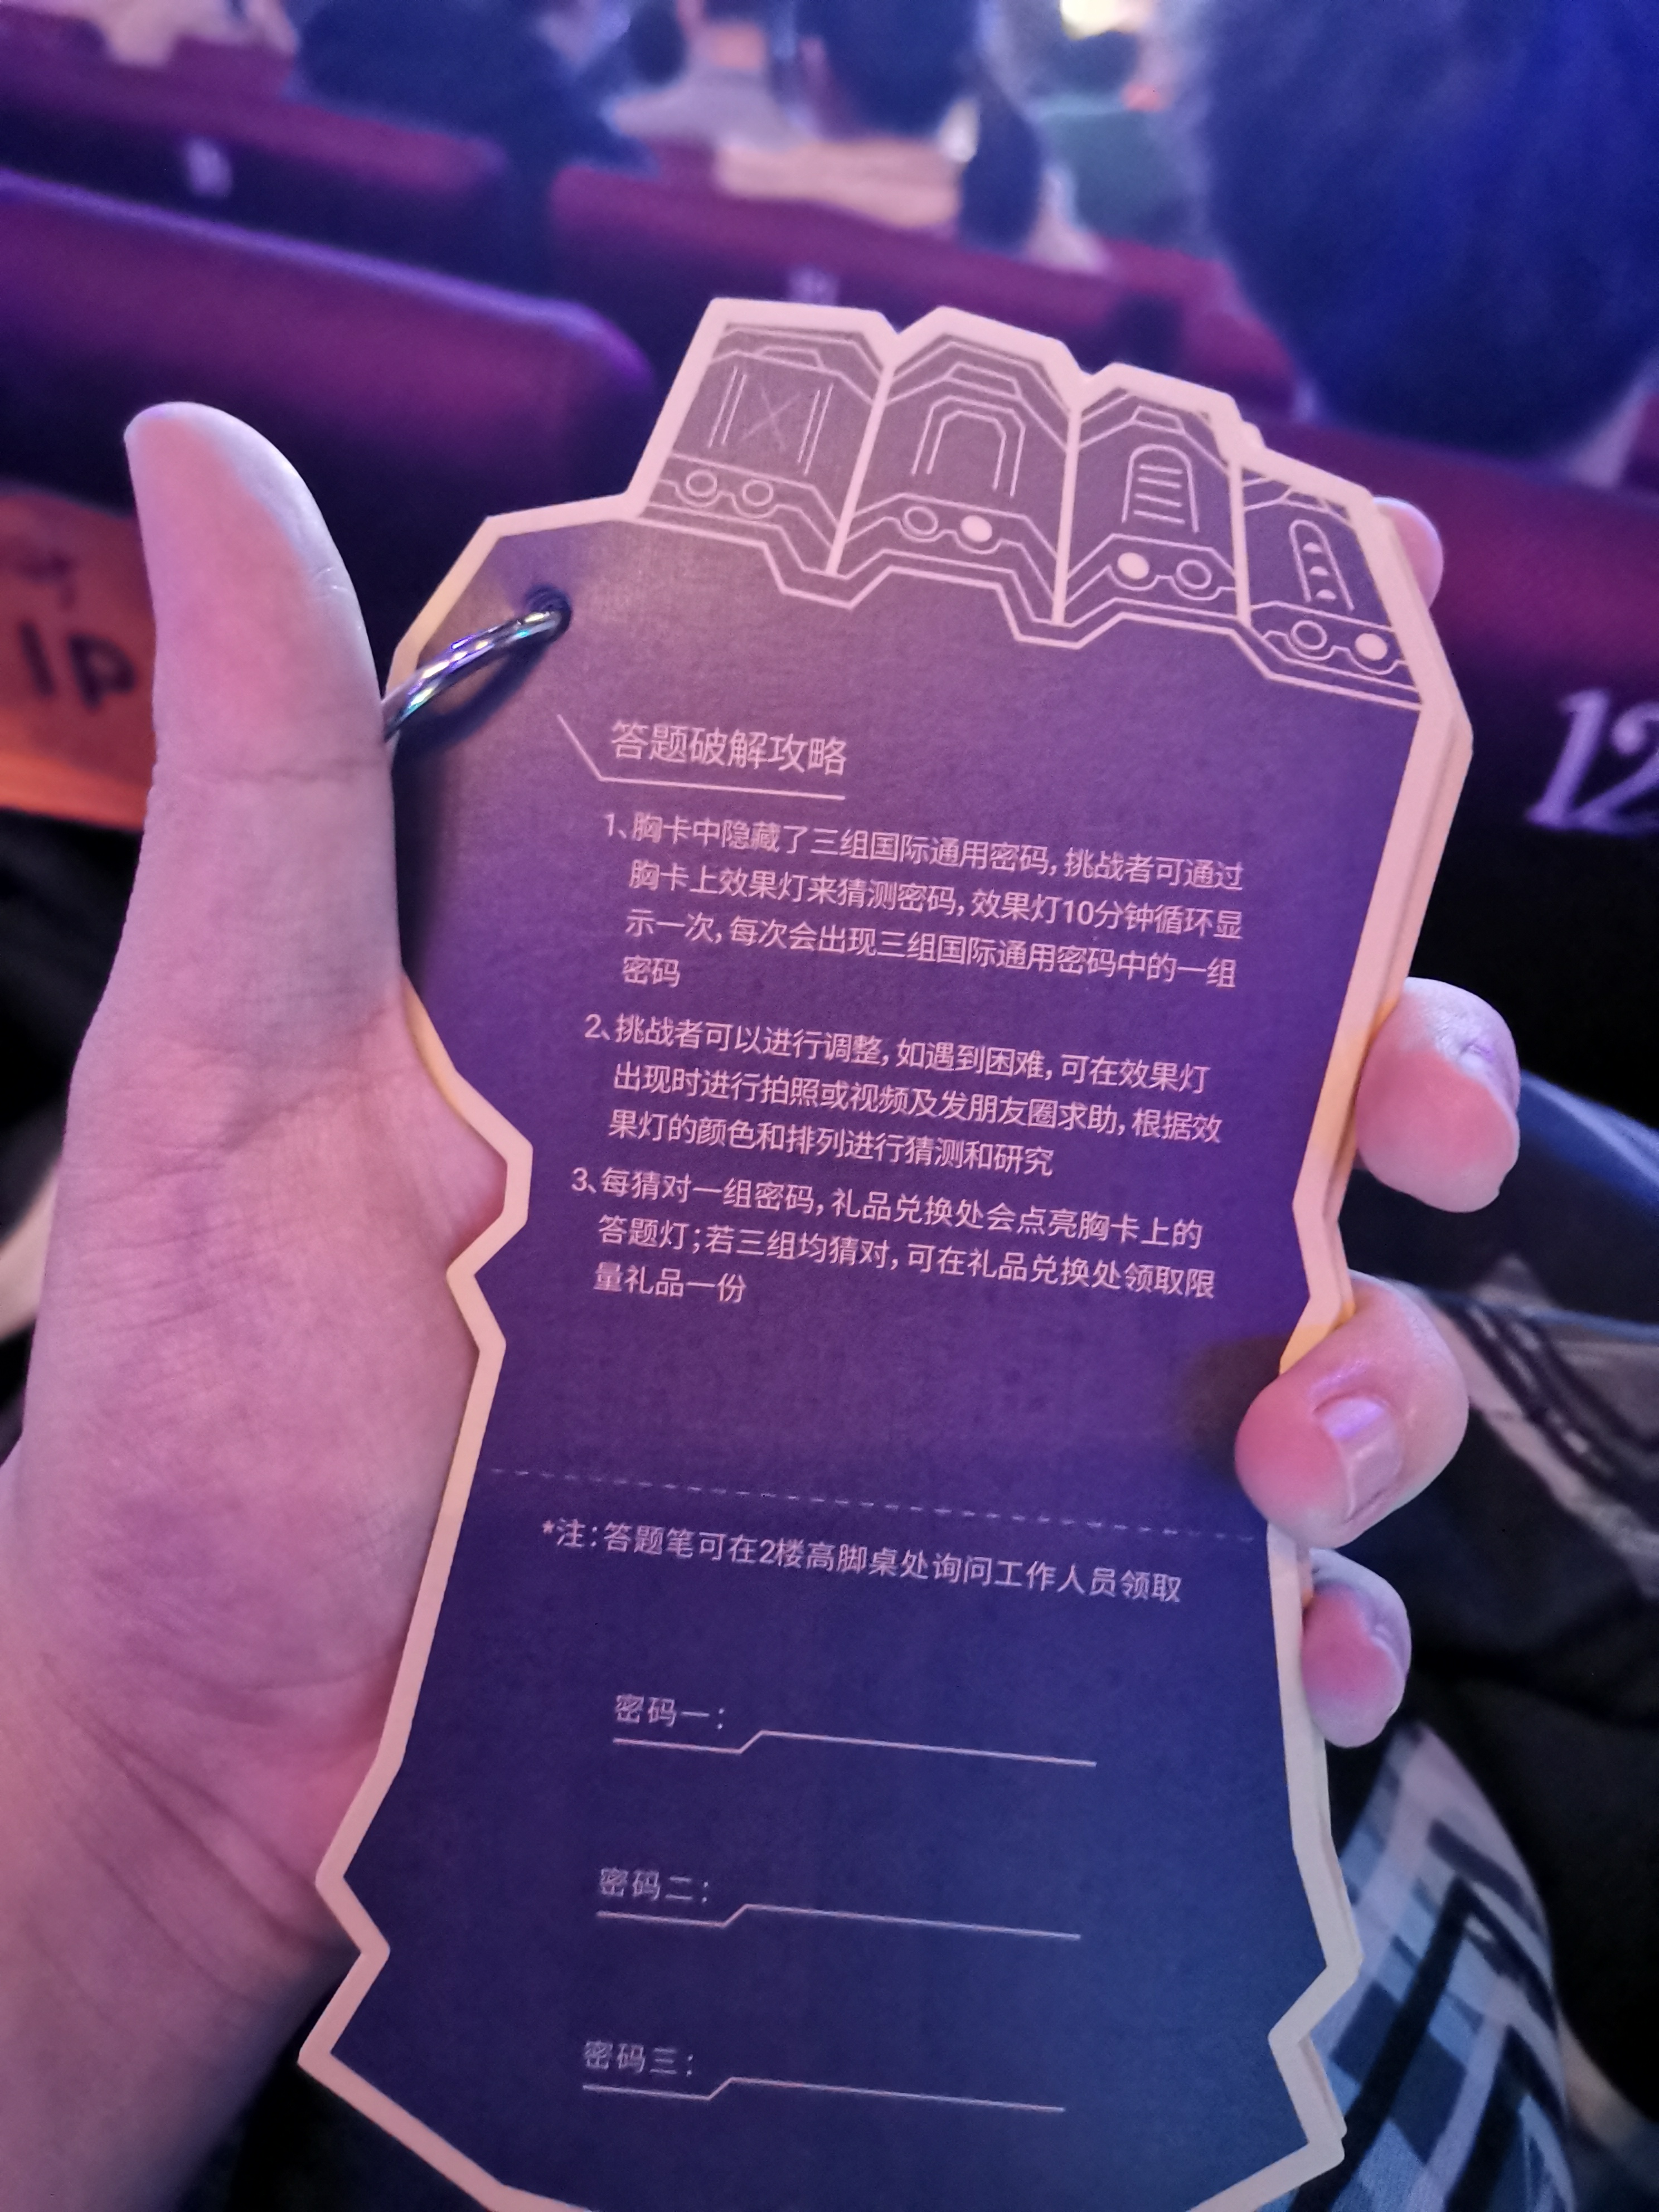 答题破解攻略
1、胸卡中隐藏了三组国际通用密码,挑战者可通过
胸卡上效果灯来猜测密码,效果灯10分钟循环显
示一次,每次会出现三组国际通用密码中的一组
密码
2、挑战者可以进行调整,如遇到困难,可在效果灯
出现时进行拍照或视频及发朋友圈求助,根据效
果灯的颜色和排列进行猜测和研究
3、每猜对一组密码,礼品兑换处会点亮胸卡上的
答题灯;若三组均猜对,可在礼品兑换处领取限
量礼品一份
*注:答题笔可在2楼高脚桌处询问工作人员领取
密码一:
密码二:
密码三:
12